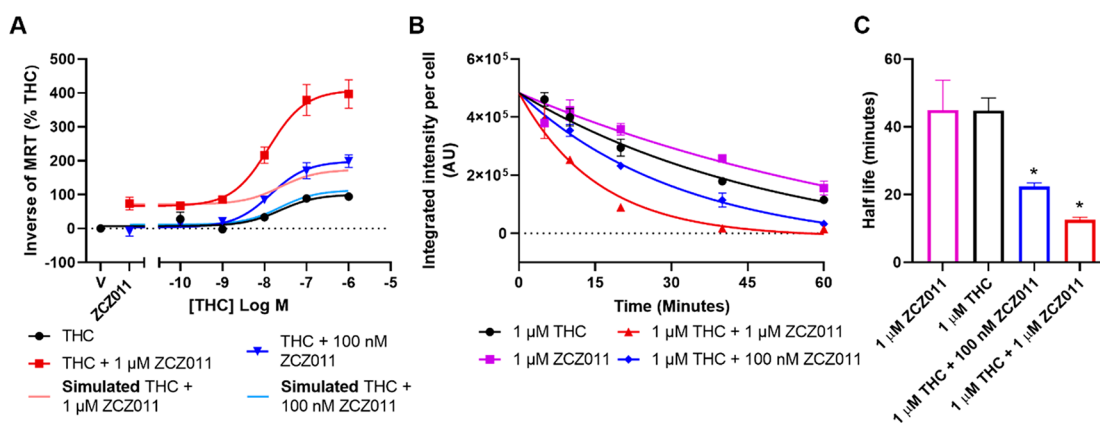 A
Inverse of MRT (% THC)
500
400
300
200
100
0
-100
V
ZCZ011
-10
-9
-8
-7
-6
-5
[THC] Log M
THC
THC + 1 μM ZCZ011
Simulated THC +
1 μM ZCZ011
THC + 100 nM
ZCZ011
Simulated THC +
100 nM ZCZ011
B
Integrated intensity per cell
(AU)
6×10⁵
4×10⁵
2×10⁵
0
0
15
30
45
60
Time (Minutes)
1 μM THC
1 μM ZCZ011
1 μM THC + 1 μM ZCZ011
1 μM THC + 100 nM ZCZ011
C
Half life (minutes)
60
40
20
0
*
*
1 μM ZCZ011
1 μM THC
1 μM THC + 100 nM ZCZ011
1 μM THC + 1 μM ZCZ011